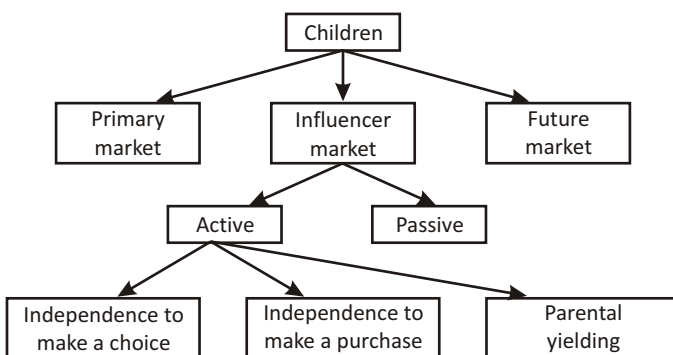 Children
Primary
market
Influencer
market
Future
market
Active
Passive
Independence to
make a choice
Independence to
make a purchase
Parental
yielding